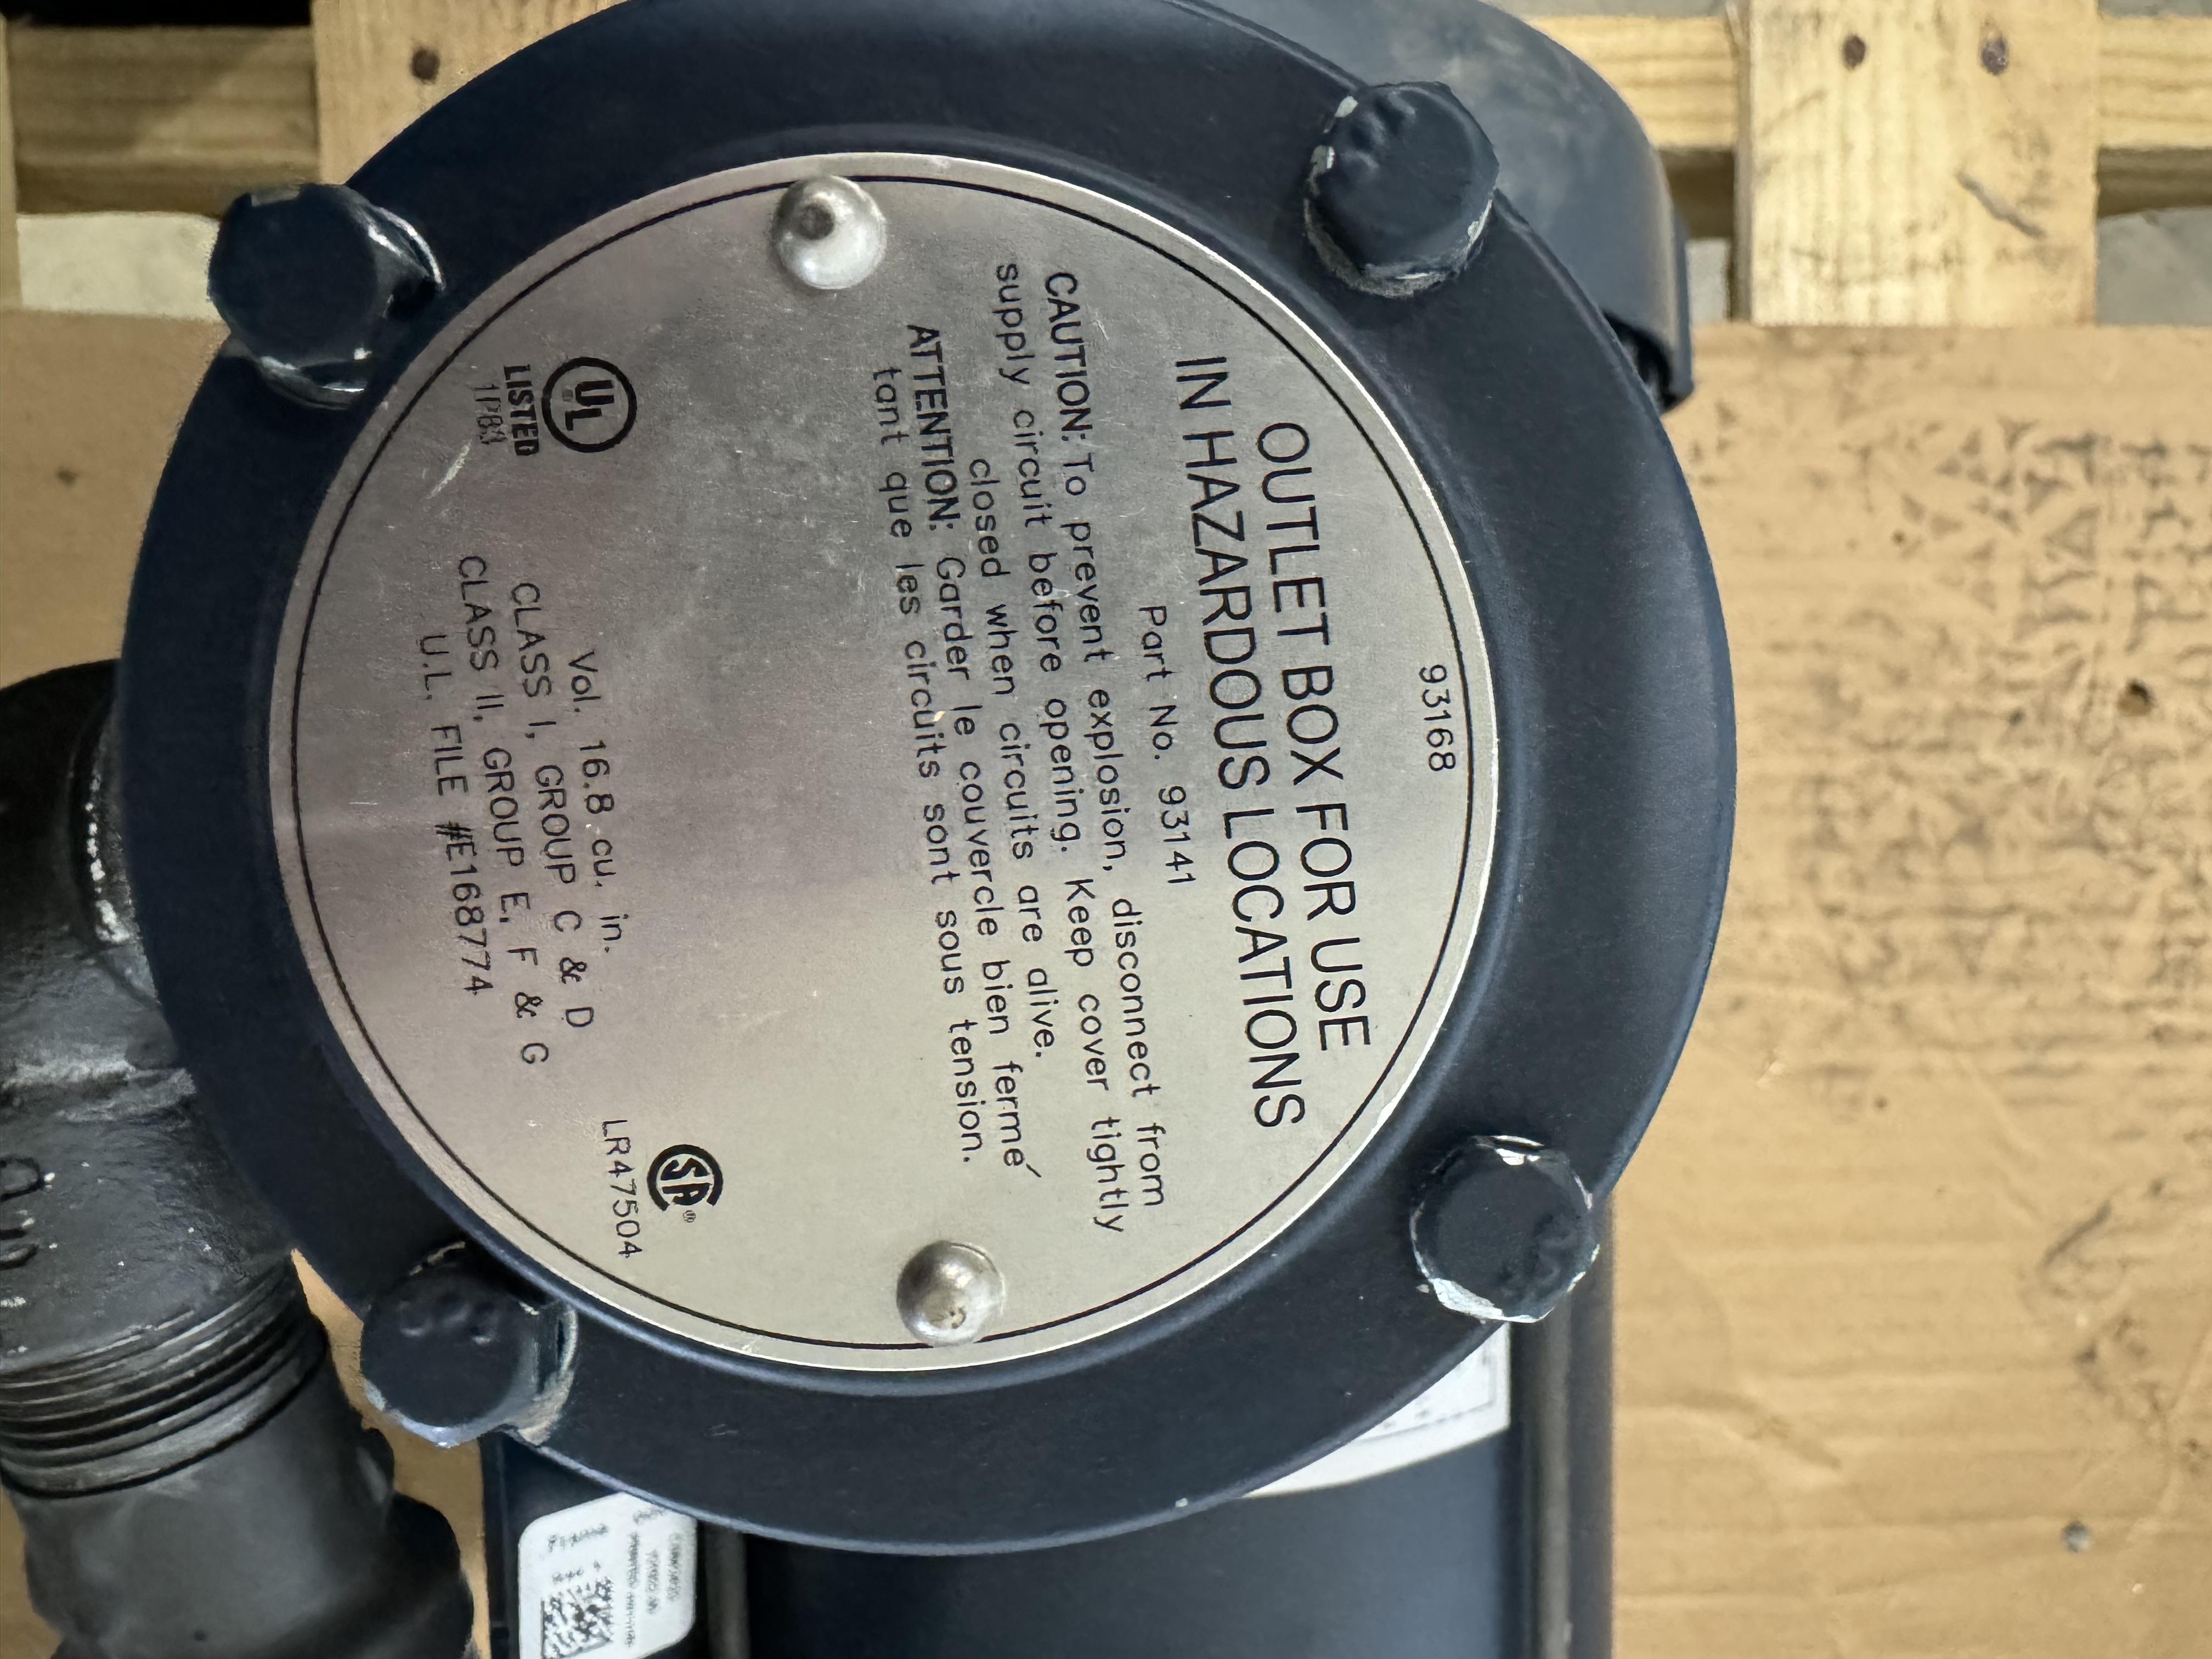 93168
OUTLET BOX FOR USE
IN HAZARDOUS LOCATIONS
Part No. 93141
CAUTION: To prevent explosion, disconnect from
supply circuit before opening. Keep cover tightly
closed when circuits are alive.
ATTENTION: Garder le couvercle bien fermé
tant que les circuits sont sous tension.
UL
LISTED
Vol. 16.8 cu. in.
CLASS I, GROUP C & D
CLASS II, GROUP E, F & G
U.L. FILE #E168774
SA®
LR47504